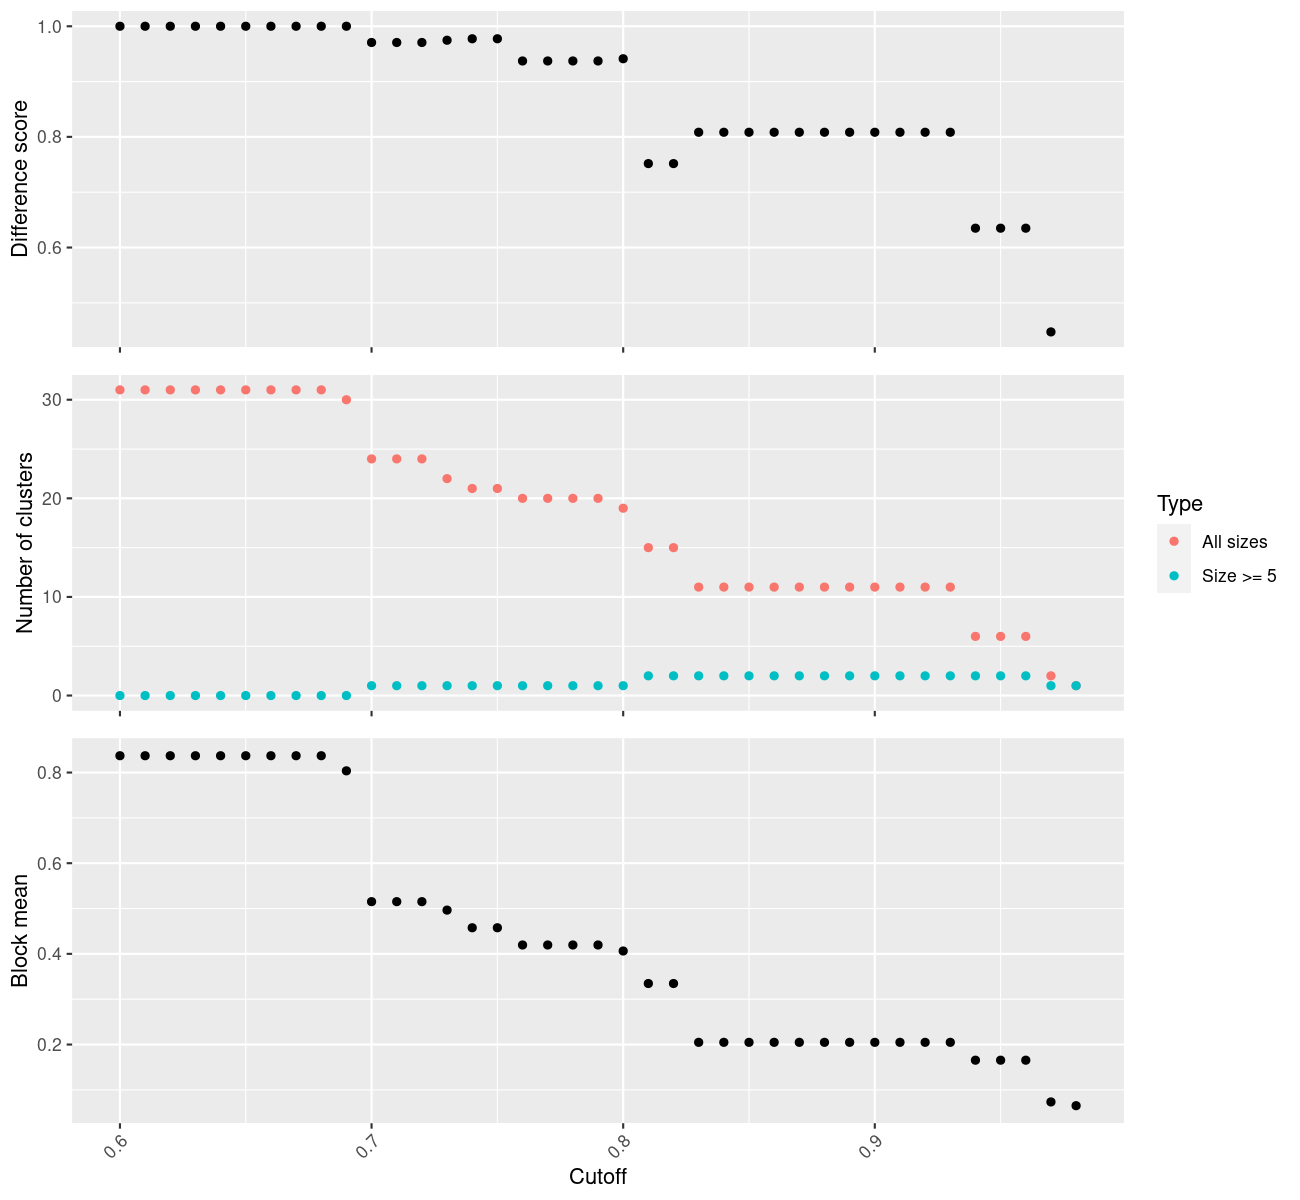 Difference score
1.0
0.8
0.6
Number of clusters
30
20
10
0
Type
All sizes
Size >= 5
Block mean
0.8
0.6
0.4
0.2
0.6
0.7
0.8
0.9
Cutoff